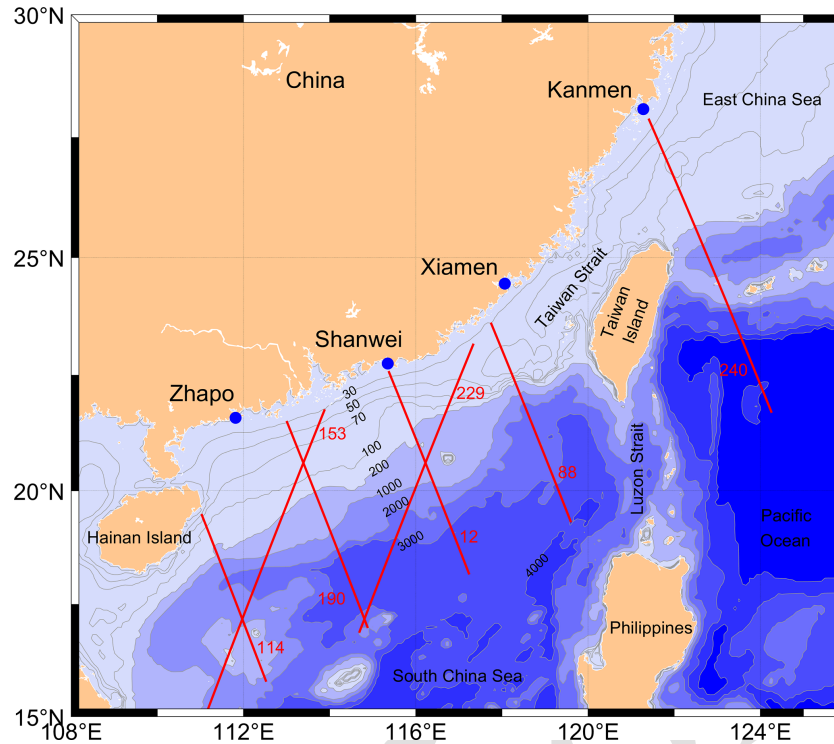 30°N
China
Kanmen
East China Sea
25°N
Xiamen
Taiwan Strait
Taiwan
Island
Shanwei
Zhapo
30
50
70
153
229
240
100
200
1000
2000
3000
88
20°N
Luzon Strait
Hainan Island
12
4000
Pacific
Ocean
190
114
Philippines
South China Sea
15°N
108°E
112°E
116°E
120°E
124°E